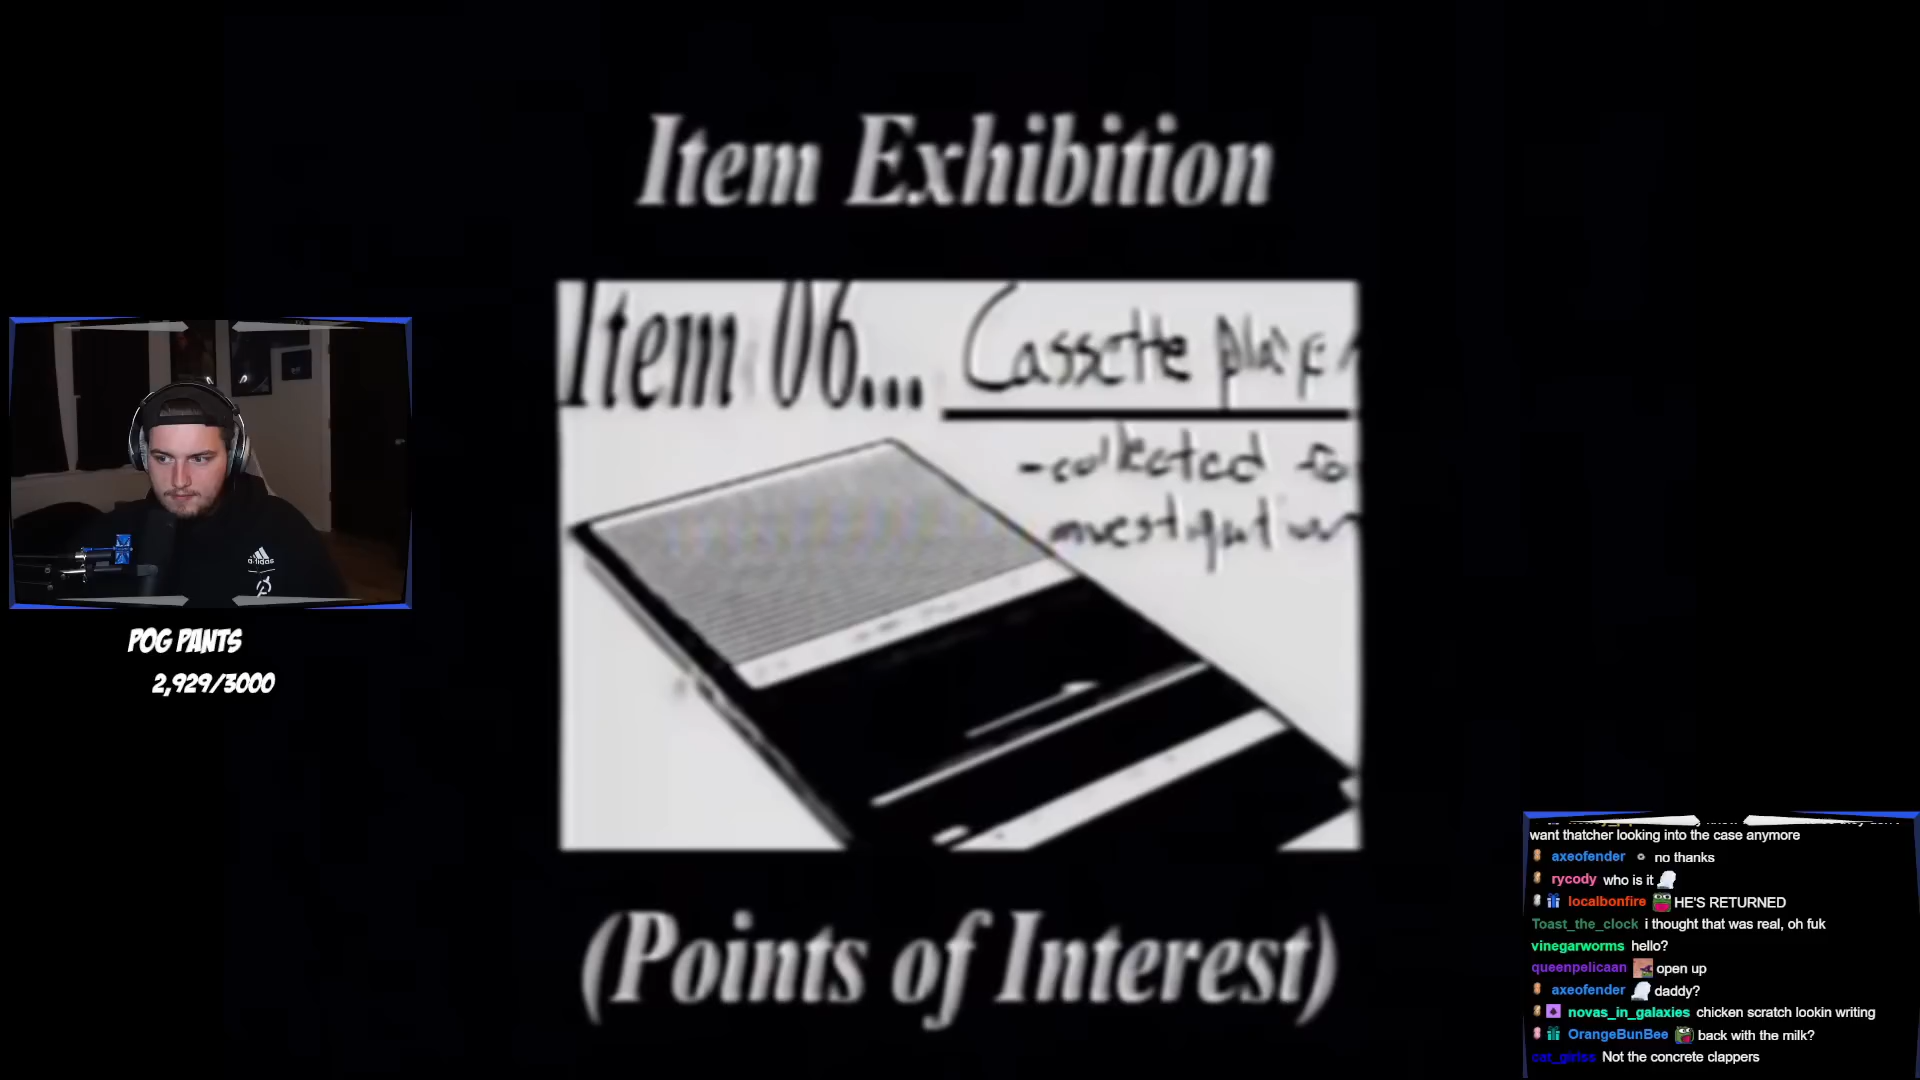 Item Exhibition
Item 06... Cassette
-collected
investigation
(Points of Interest)
adidas
POG PANTS
2,929/3000
want thatcher looking into the case anymore
axeofender no thanks
rycody who is it
localbonfire HE'S RETURNED
Toast_the_clock i thought that was real, oh fuk
vinegarworms hello?
queenpelicaan open up
axeofender daddy?
novas_in_galaxies chicken scratch lookin writing
OrangeBunBee back with the milk?
cat_girlss Not the concrete clappers